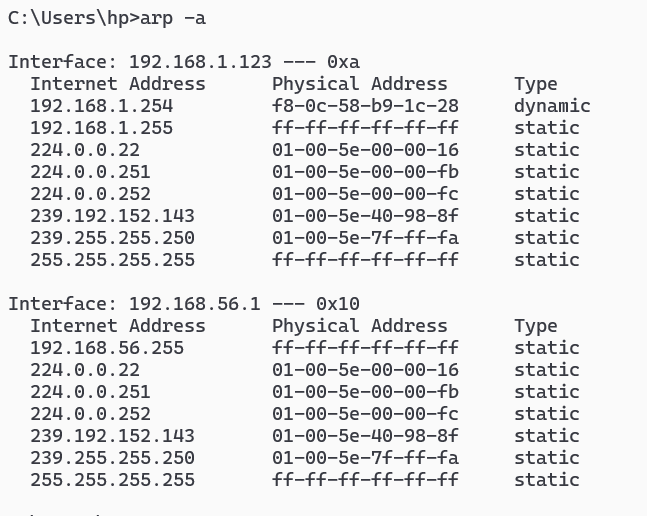 C:\Users\hp>arp -a
Interface: 192.168.1.123 --- 0xa
Internet Address Physical Address Type
192.168.1.254 f8-0c-58-b9-1c-28 dynamic
192.168.1.255 ff-ff-ff-ff-ff-ff static
224.0.0.22 01-00-5e-00-00-16 static
224.0.0.251 01-00-5e-00-00-fb static
224.0.0.252 01-00-5e-00-00-fc static
239.192.152.143 01-00-5e-40-98-8f static
239.255.255.250 01-00-5e-7f-ff-fa static
255.255.255.255 ff-ff-ff-ff-ff-ff static
Interface: 192.168.56.1 --- 0x10
Internet Address Physical Address Type
192.168.56.255 ff-ff-ff-ff-ff-ff static
224.0.0.22 01-00-5e-00-00-16 static
224.0.0.251 01-00-5e-00-00-fb static
224.0.0.252 01-00-5e-00-00-fc static
239.192.152.143 01-00-5e-40-98-8f static
239.255.255.250 01-00-5e-7f-ff-fa static
255.255.255.255 ff-ff-ff-ff-ff-ff static